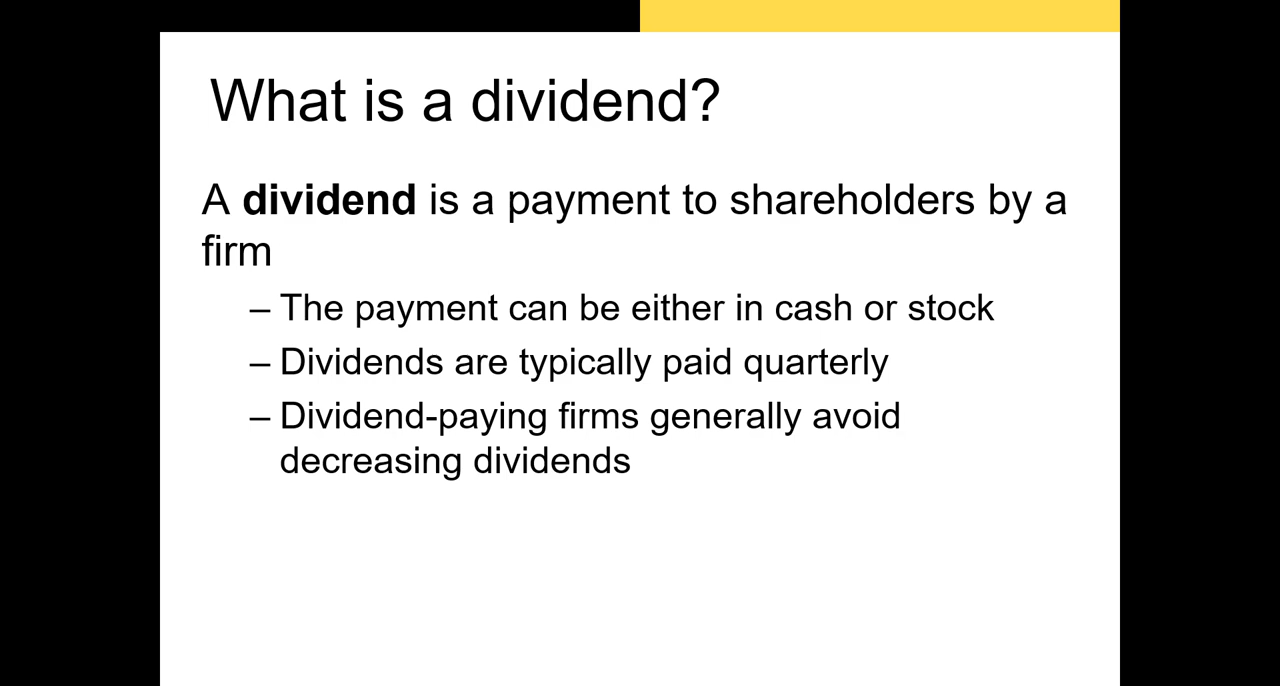 What is a dividend?
A dividend is a payment to shareholders by a
firm
– The payment can be either in cash or stock
– Dividends are typically paid quarterly
– Dividend-paying firms generally avoid
decreasing dividends